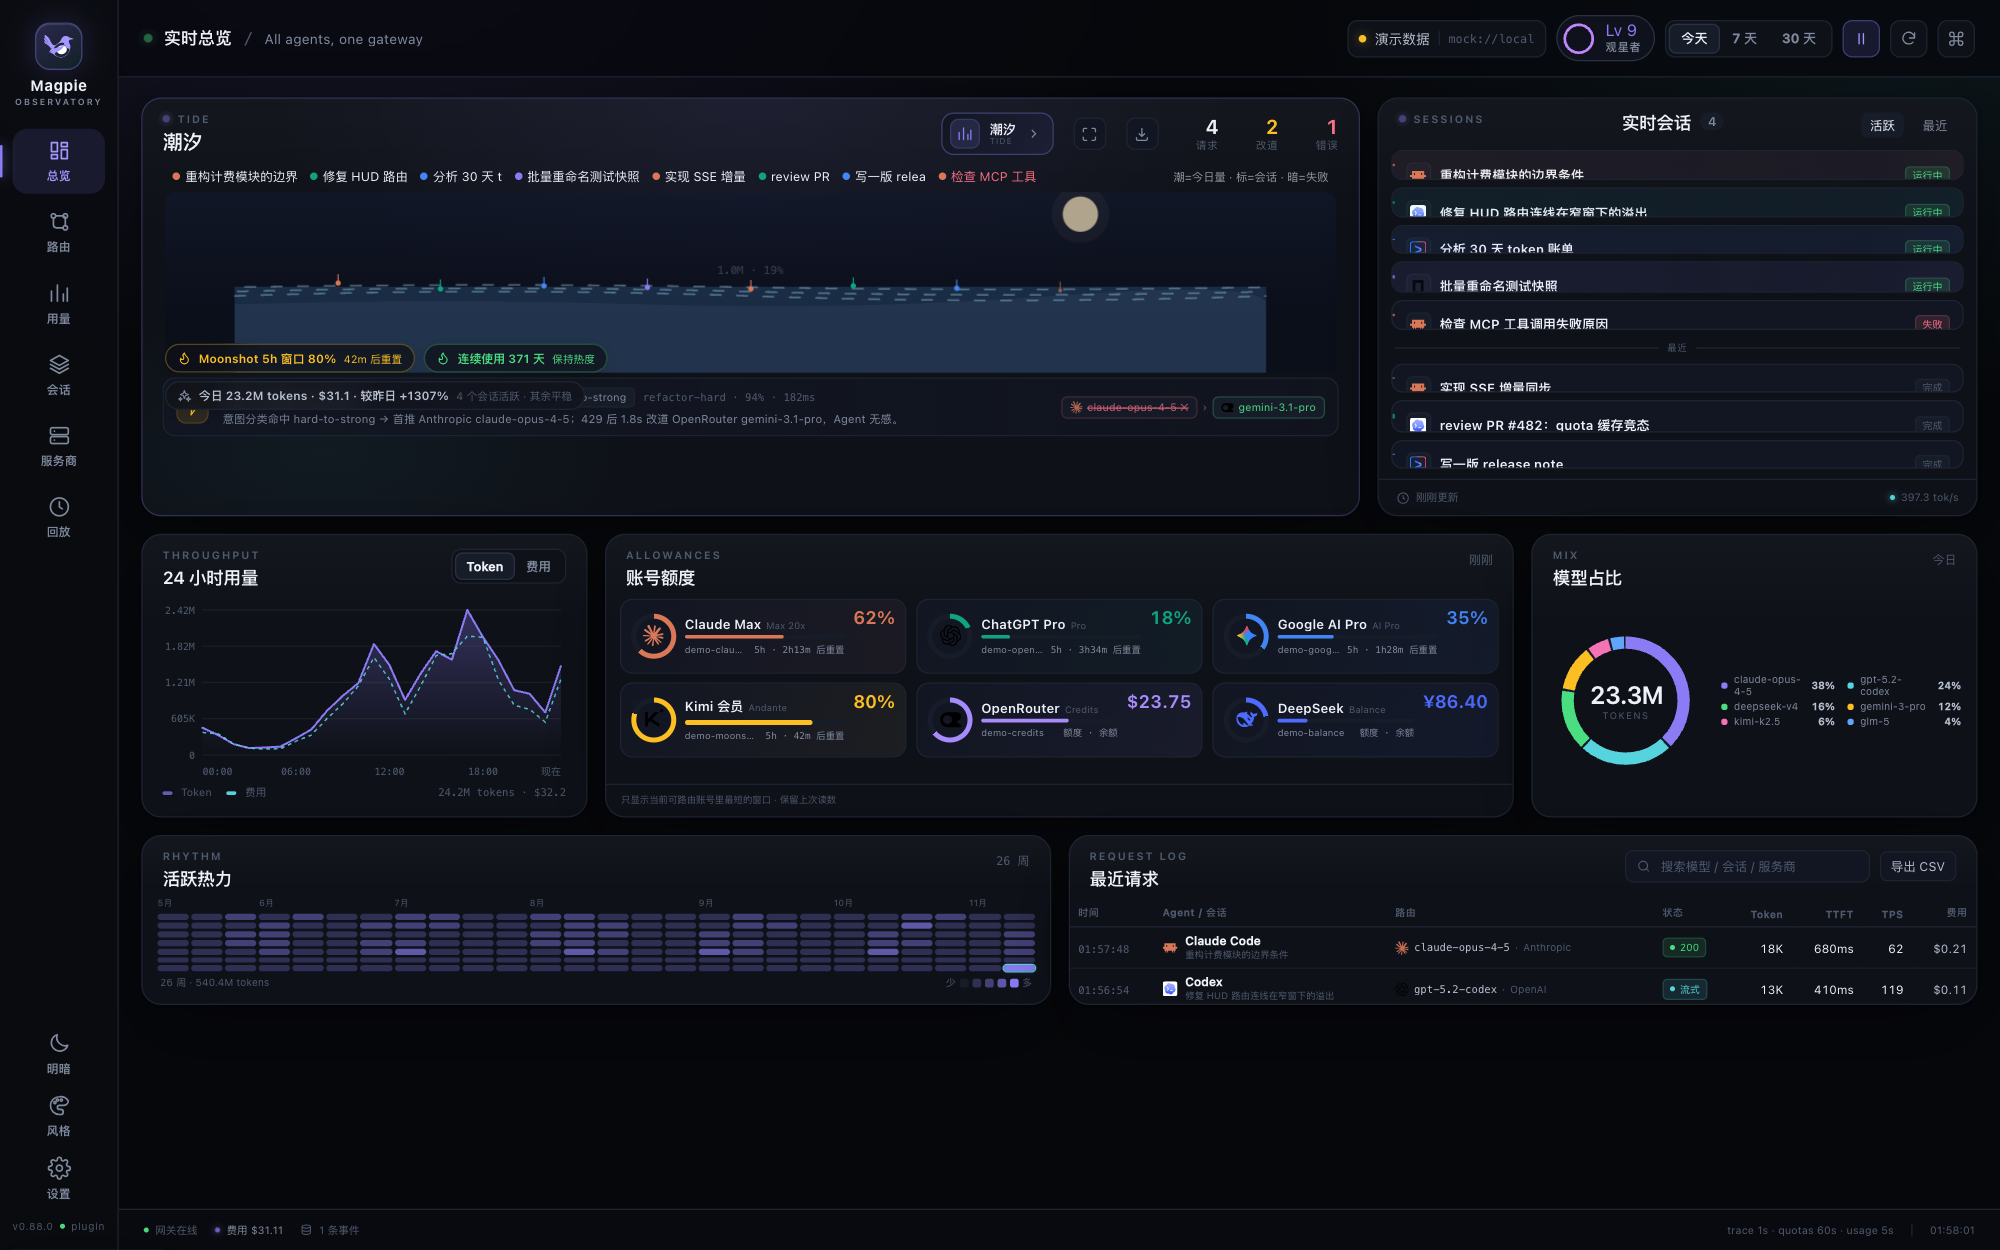 Magpie
OBSERVATORY
总览
路由
用量
会话
服务商
回放
明暗
风格
设置
v0.88.0 plugin
实时总览 / All agents, one gateway
演示数据 mock://local
Lv 9
观星者
今天 7 天 30 天
TIDE
潮汐
潮汐
TIDE
4 2 1
请求 改道 错误
重构计费模块的边界 修复 HUD 路由 分析 30 天 t 批量重命名测试快照 实现 SSE 增量 review PR 写一版 relea 检查 MCP 工具
潮=今日量 · 标=会话 · 暗=失败
1.0M · 19%
Moonshot 5h 窗口 80% 42m 后重置
连续使用 371 天 保持热度
今日 23.2M tokens · $31.1 · 较昨日 +1307% 4 个会话活跃 · 其余平稳
-strong refactor-hard · 94% · 182ms
意图分类命中 hard-to-strong → 首推 Anthropic claude-opus-4-5；429 后 1.8s 改道 OpenRouter gemini-3.1-pro，Agent 无感。
claude-opus-4-5 ✕ › gemini-3.1-pro
SESSIONS
实时会话 4
活跃 最近
重构计费模块的边界条件 运行中
修复 HUD 路由连线在窄窗下的溢出 运行中
分析 30 天 token 账单 运行中
批量重命名测试快照 运行中
检查 MCP 工具调用失败原因 失败
最近
实现 SSE 增量同步 完成
review PR #482：quota 缓存竞态 完成
写一版 release note 完成
刚刚更新 397.3 tok/s
THROUGHPUT
24 小时用量
Token 费用
2.42M
1.82M
1.21M
605K
0
00:00 06:00 12:00 18:00 现在
Token 费用 24.2M tokens · $32.2
ALLOWANCES
账号额度
刚刚
Claude Max Max 20x 62%
demo-clau… 5h · 2h13m 后重置
ChatGPT Pro Pro 18%
demo-open… 5h · 3h34m 后重置
Google AI Pro AI Pro 35%
demo-goog… 5h · 1h28m 后重置
Kimi 会员 Andante 80%
demo-moons… 5h · 42m 后重置
OpenRouter Credits $23.75
demo-credits 额度 · 余额
DeepSeek Balance ¥86.40
demo-balance 额度 · 余额
只显示当前可路由账号里最短的窗口 · 保留上次读数
MIX
模型占比
今日
23.3M
TOKENS
claude-opus-4-5 38% gpt-5.2-codex 24%
deepseek-v4 16% gemini-3-pro 12%
kimi-k2.5 6% glm-5 4%
RHYTHM
活跃热力
26 周
5月 6月 7月 8月 9月 10月 11月
26 周 · 540.4M tokens
少 多
REQUEST LOG
最近请求
搜索模型 / 会话 / 服务商
导出 CSV
时间 Agent / 会话 路由 状态 Token TTFT TPS 费用
01:57:48 Claude Code claude-opus-4-5 · Anthropic 200 18K 680ms 62 $0.21
重构计费模块的边界条件
01:56:54 Codex gpt-5.2-codex · OpenAI 流式 13K 410ms 119 $0.11
修复 HUD 路由连线在窄窗下的溢出
网关在线 费用 $31.11 1 条事件
trace 1s · quotas 60s · usage 5s 01:58:01